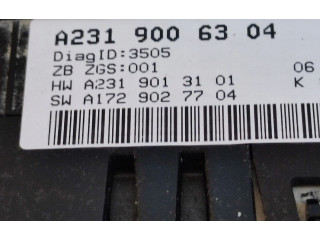 A231 900 63 04
DiagID:3505
ZB ZGS:001 06
HW A231 901 31 01 K
SW A172 902 77 04